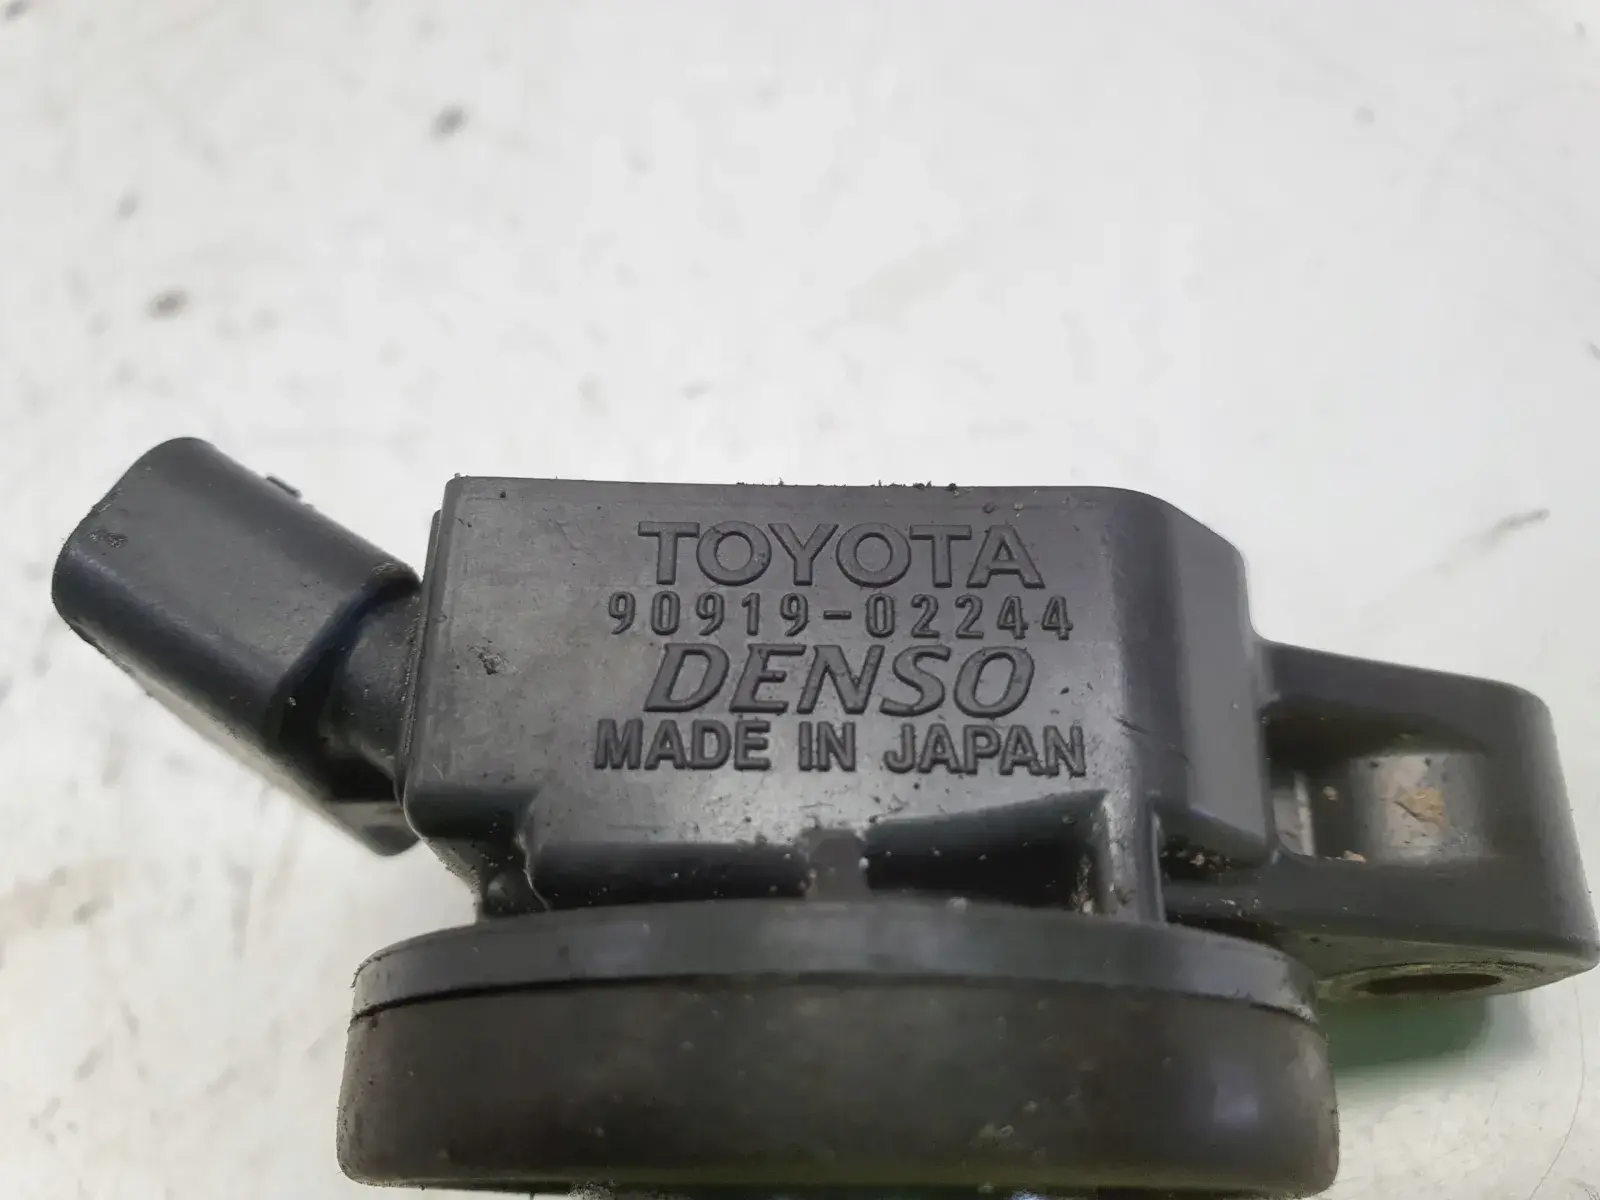 TOYOTA
90919-02244
DENSO
MADE IN JAPAN